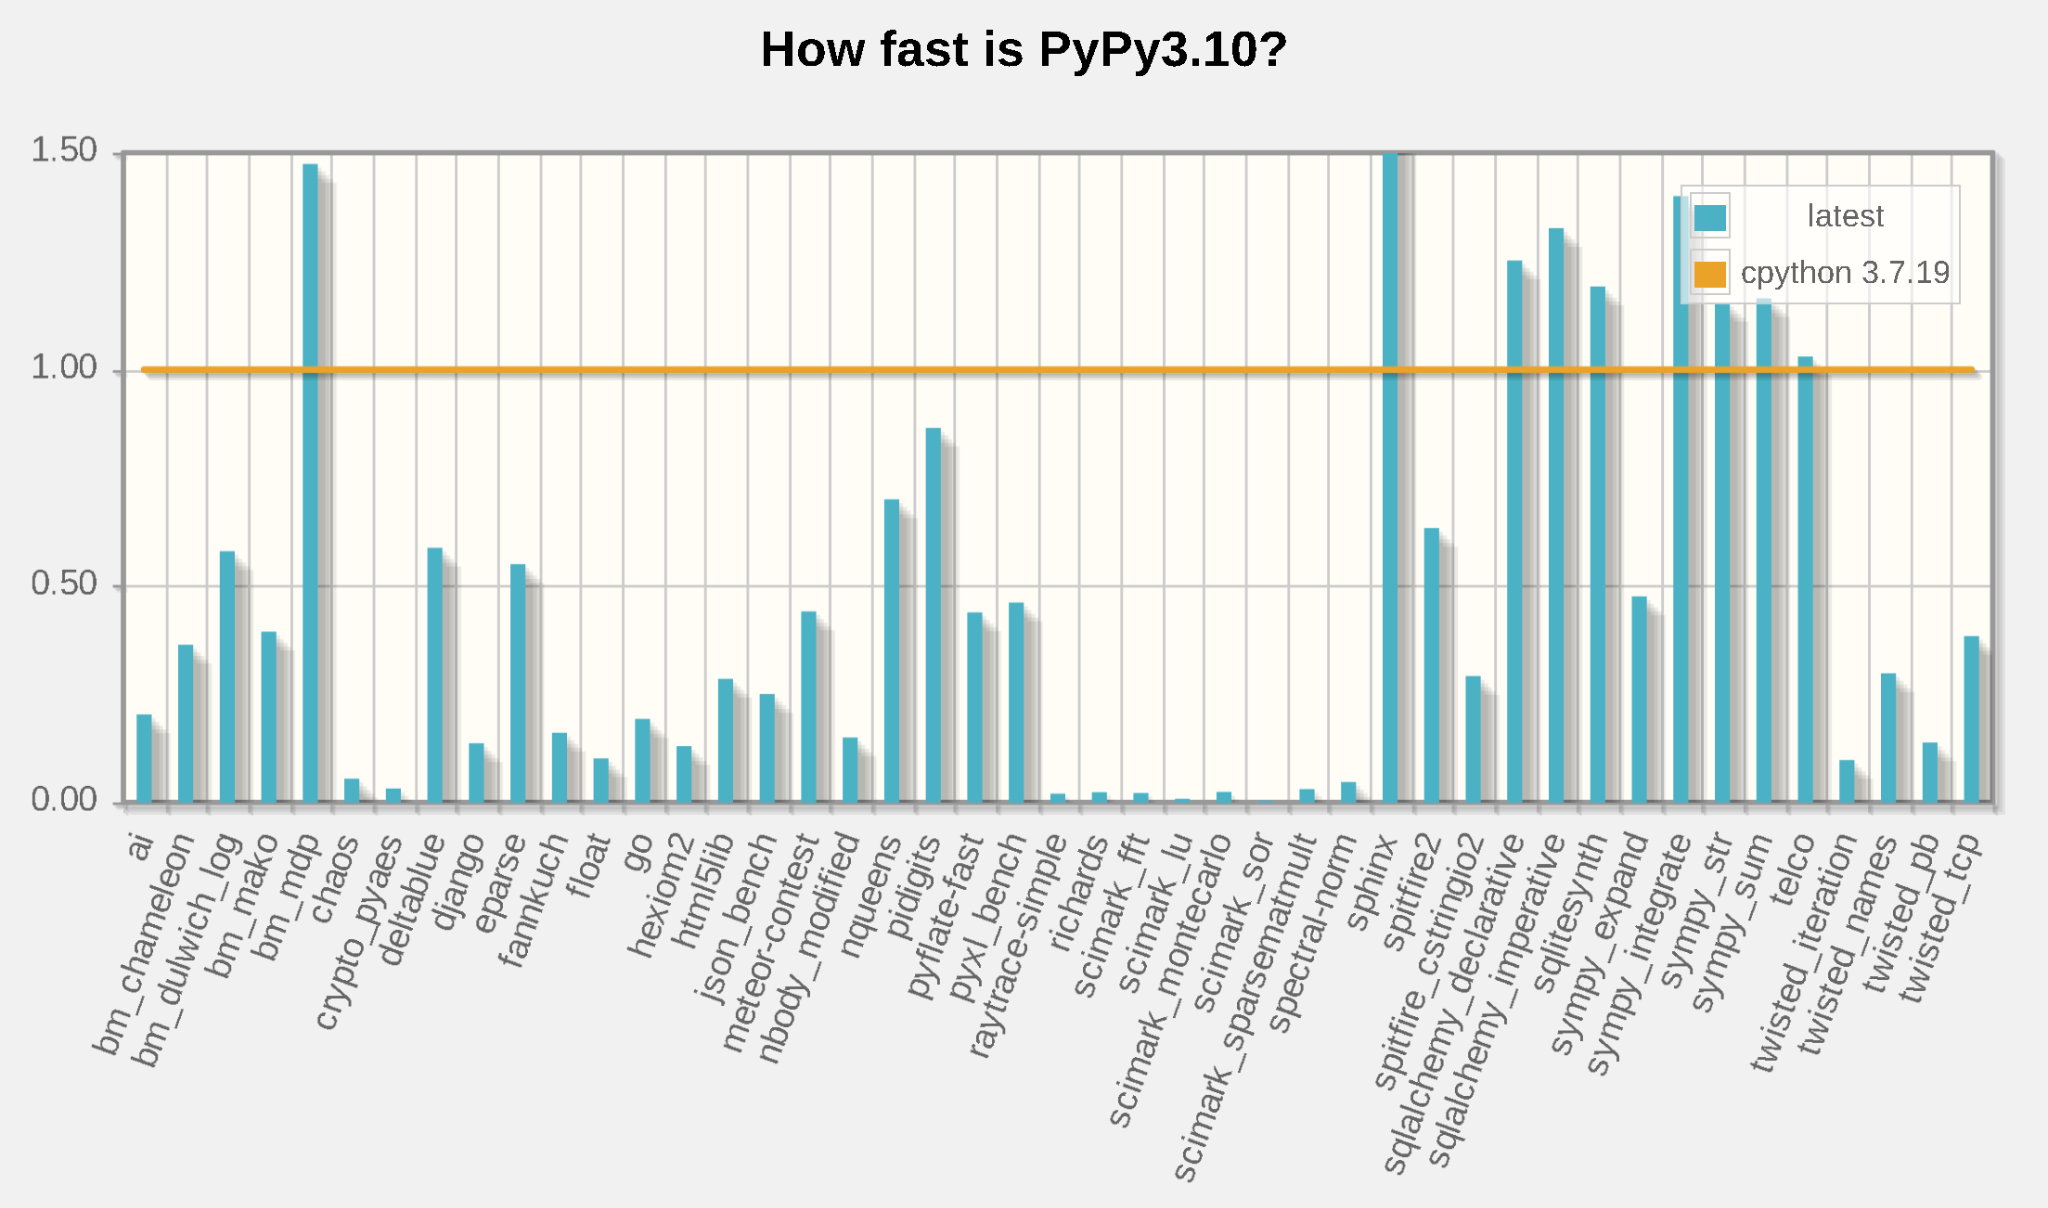 How fast is PyPy3.10?
1.50
1.00
0.50
0.00
latest
cpython 3.7.19
ai
bm_chameleon
bm_dulwich_log
bm_mako
bm_mdp
chaos
crypto_pyaes
deltablue
django
eparse
fannkuch
float
go
hexiom2
html5lib
json_bench
meteor-contest
nbody_modified
nqueens
pidigits
pyflate-fast
pyxl_bench
raytrace-simple
richards
scimark_fft
scimark_lu
scimark_montecarlo
scimark_sor
scimark_sparsematmult
spectral-norm
sphinx
spitfire2
spitfire_cstringio2
sqlalchemy_declarative
sqlalchemy_imperative
sqlitesynth
sympy_expand
sympy_integrate
sympy_str
sympy_sum
telco
twisted_iteration
twisted_names
twisted_pb
twisted_tcp